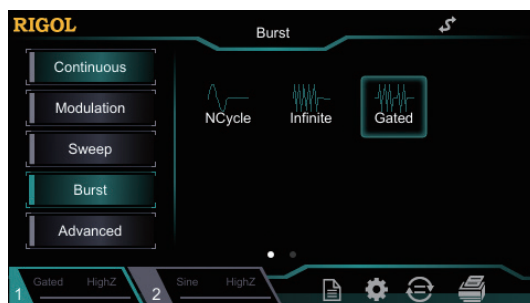 RIGOL
Burst
Continuous
Modulation
Sweep
Burst
Advanced
NCycle
Infinite
Gated
1
Gated
HighZ
2
Sine
HighZ